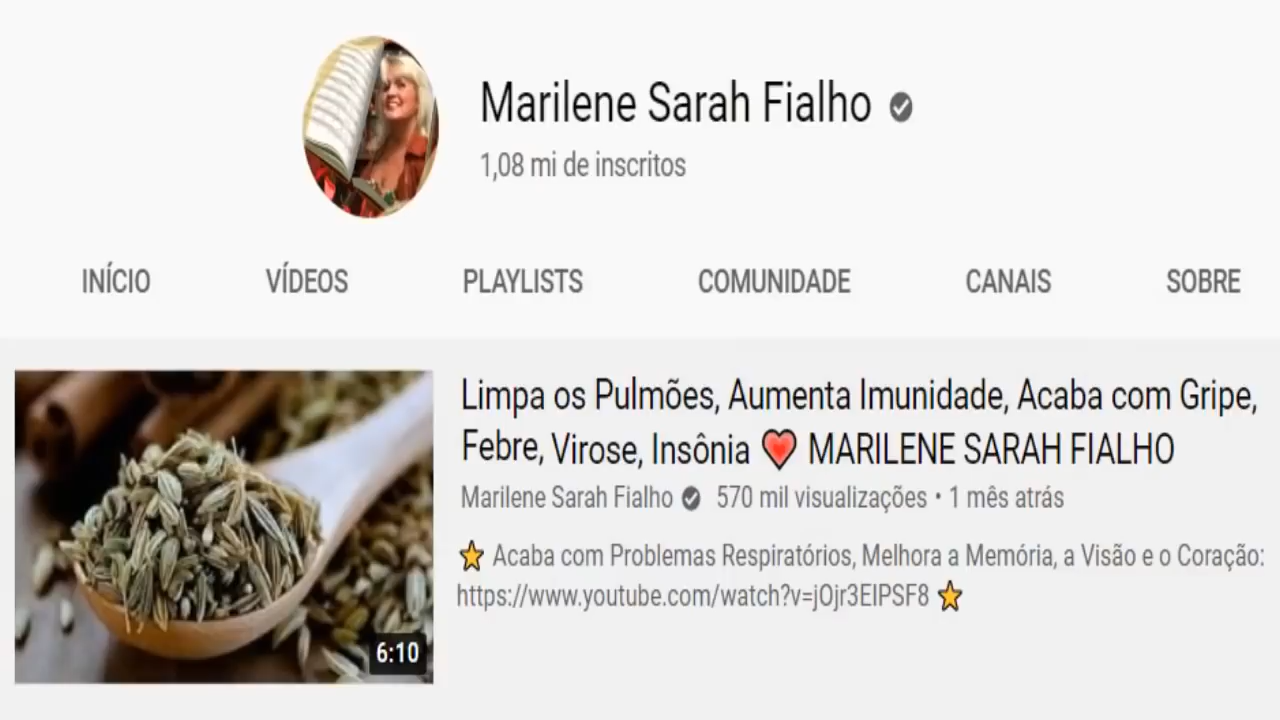 Marilene Sarah Fialho
1,08 mi de inscritos
INÍCIO VÍDEOS PLAYLISTS COMUNIDADE CANAIS SOBRE
Limpa os Pulmões, Aumenta Imunidade, Acaba com Gripe,
Febre, Virose, Insônia ❤️ MARILENE SARAH FIALHO
Marilene Sarah Fialho 570 mil visualizações • 1 mês atrás
⭐ Acaba com Problemas Respiratórios, Melhora a Memória, a Visão e o Coração:
https://www.youtube.com/watch?v=jOjr3EIPSF8 ⭐
6:10